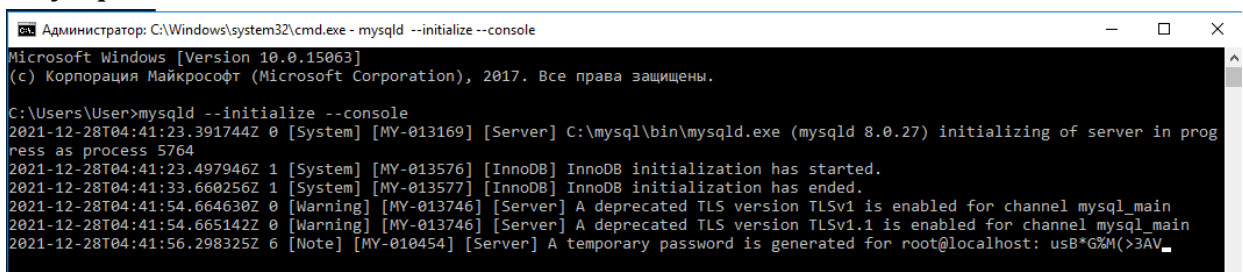 Администратор: C:\Windows\system32\cmd.exe - mysqld --initialize --console
Microsoft Windows [Version 10.0.15063]
(c) Корпорация Майкрософт (Microsoft Corporation), 2017. Все права защищены.
C:\Users\User>mysqld --initialize --console
2021-12-28T04:41:23.391744Z 0 [System] [MY-013169] [Server] C:\mysql\bin\mysqld.exe (mysqld 8.0.27) initializing of server in prog
ress as process 5764
2021-12-28T04:41:23.497946Z 1 [System] [MY-013576] [InnoDB] InnoDB initialization has started.
2021-12-28T04:41:33.660256Z 1 [System] [MY-013577] [InnoDB] InnoDB initialization has ended.
2021-12-28T04:41:54.664630Z 0 [Warning] [MY-013746] [Server] A deprecated TLS version TLSv1 is enabled for channel mysql_main
2021-12-28T04:41:54.665142Z 0 [Warning] [MY-013746] [Server] A deprecated TLS version TLSv1.1 is enabled for channel mysql_main
2021-12-28T04:41:56.298325Z 6 [Note] [MY-010454] [Server] A temporary password is generated for root@localhost: usB*G%M(>3AV